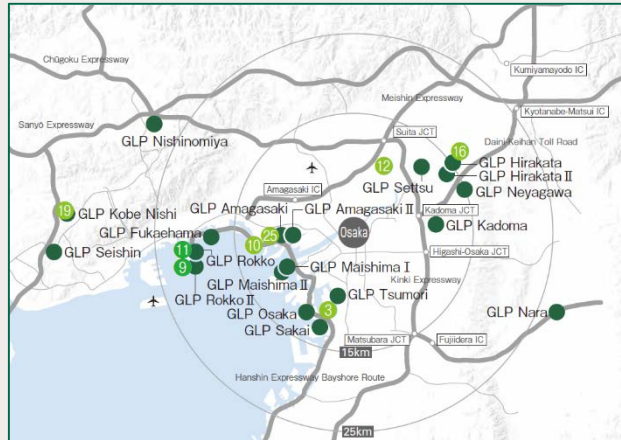 Chūgoku Expressway
Kumiyamayodo IC
Meishin Expressway
Kyotanabe-Matsui IC
Sanyō Expressway
Suita JCT
GLP Nishinomiya
Daini-Keihan Toll Road
16
12
GLP Hirakata
GLP Hirakata II
GLP Settsu
Amagasaki IC
GLP Neyagawa
19
GLP Kobe Nishi
GLP Amagasaki
GLP Amagasaki II
Kadoma JCT
GLP Fukaehama
25
Osaka
GLP Kadoma
10
GLP Seishin
11
GLP Rokko
Higashi-Osaka JCT
9
GLP Maishima I
GLP Maishima II
Kinki Expressway
GLP Rokko II
GLP Tsumori
GLP Osaka
3
GLP Nara
GLP Sakai
Matsubara JCT
Fujiidera IC
15km
Hanshin Expressway Bayshore Route
25km